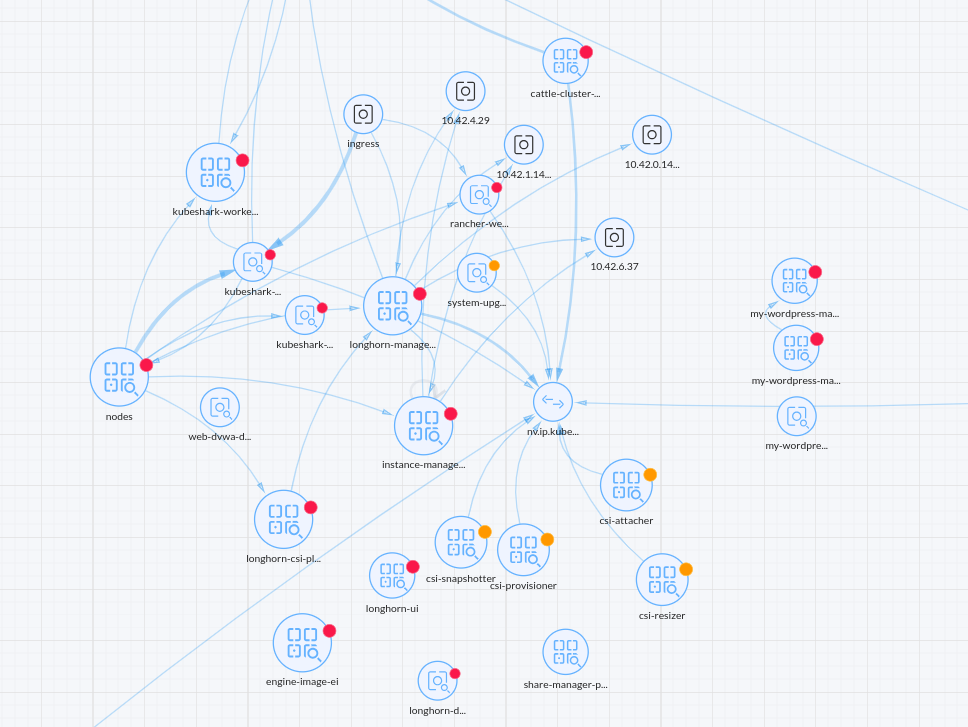 cattle-cluster-...
10.42.4.29
ingress
10.42.1.14...
10.42.0.14...
kubeshark-worke...
rancher-we...
10.42.6.37
kubeshark-...
system-upg...
my-wordpress-ma...
kubeshark-...
longhorn-manage...
my-wordpress-ma...
nodes
web-dvwa-d...
nv.ip.kube...
my-wordpre...
instance-manage...
csi-attacher
longhorn-csi-pl...
csi-snapshotter
csi-provisioner
longhorn-ui
csi-resizer
engine-image-ei
share-manager-p...
longhorn-d...